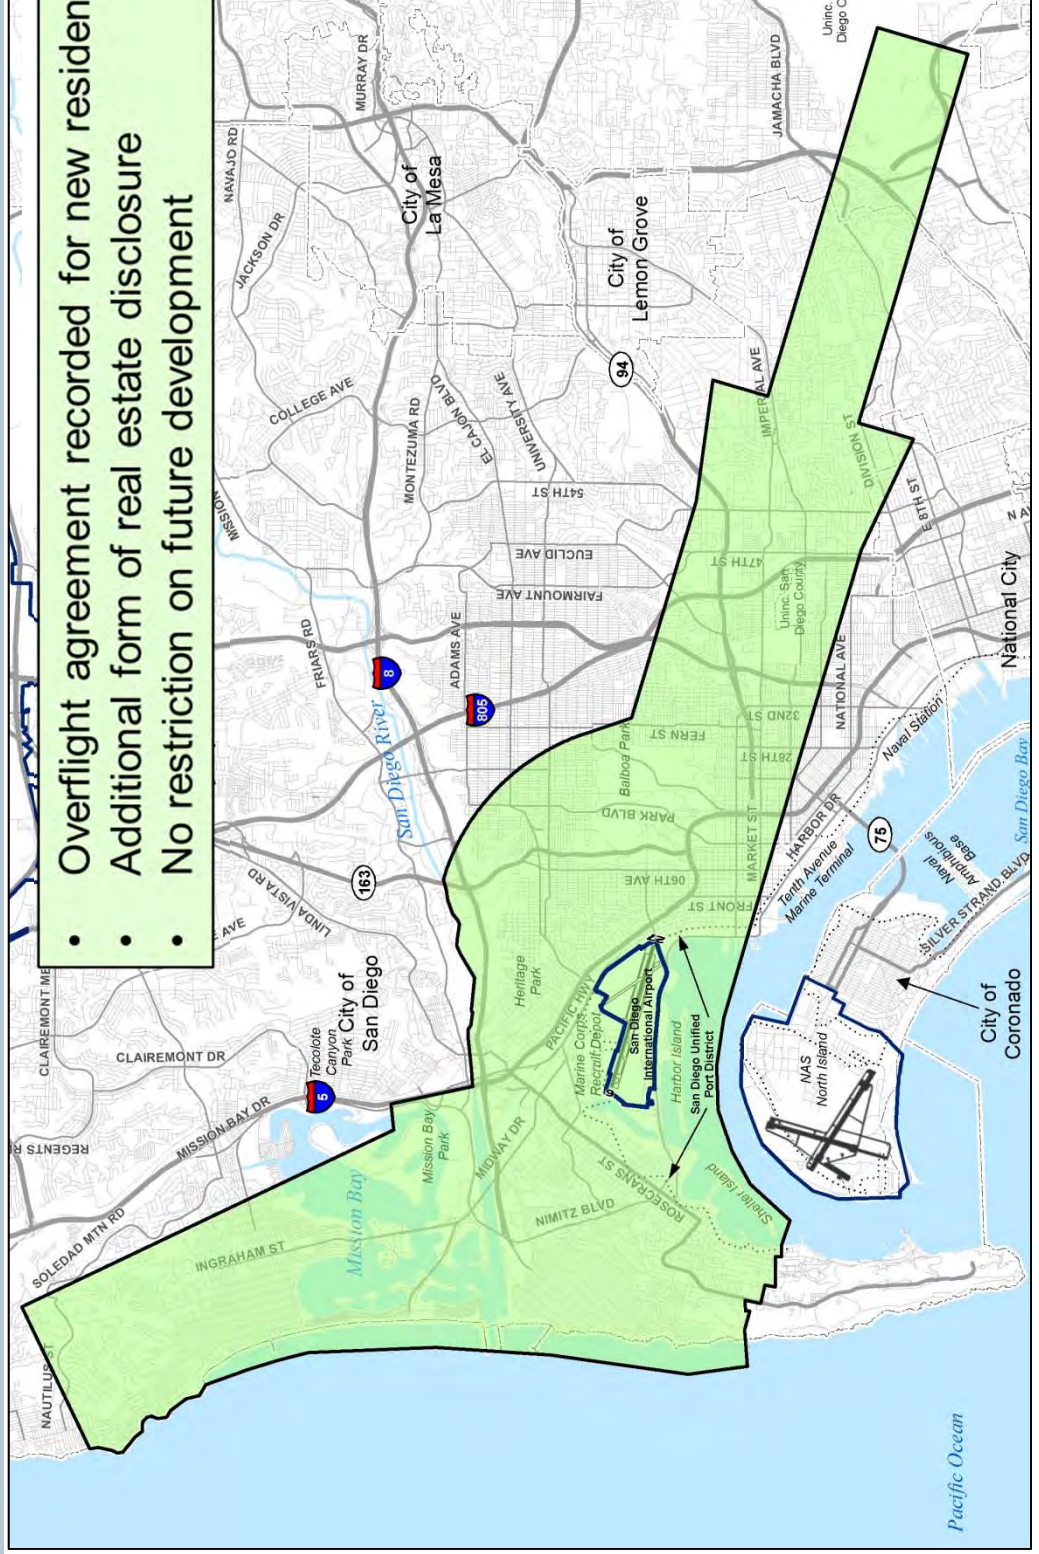 • Overflight agreement recorded for new residen
• Additional form of real estate disclosure
• No restriction on future development
NAVAJO RD
MURRAY DR
JACKSON DR
City of
La Mesa
COLLEGE AVE
MONTEZUMA RD
EL CAJON BLVD
UNIVERSITY AVE
54TH ST
EUCLID AVE
FAIRMOUNT AVE
City of
Lemon Grove
94
JAMACHA BLVD
Uninc.
Diego C
IMPERIAL AVE
DIVISION ST
47TH ST
E 8TH ST
N A
National City
Uninc. San
Diego County
NATIONAL AVE
32ND ST
28TH ST
FERN ST
Balboa Park
PARK BLVD
06TH AVE
MARKET ST
FRONT ST
HARBOR DR
Naval Station
Tenth Avenue
Marine Terminal
75
Naval
Amphibious
Base
San Diego Bay
SILVER STRAND BLVD
City of
Coronado
NAS
North Island
MISSION
FRIARS RD
San Diego River
8
805
ADAMS AVE
163
LINDA VISTA RD
E AVE
CLAIREMONT ME
CLAIREMONT DR
City of
San Diego
Tecolote
Canyon
Park
5
MISSION BAY DR
REGENTS R
SOLEDAD MTN RD
NAUTILUS ST
INGRAHAM ST
Mission Bay
Mission Bay
Park
MIDWAY DR
Heritage
Park
PACIFIC HWY
Marine Corps
Recruit Depot
San Diego
International Airport
9
27
Harbor Island
San Diego Unified
Port District
NIMITZ BLVD
ROSECRANS ST
Shelter Island
Pacific Ocean